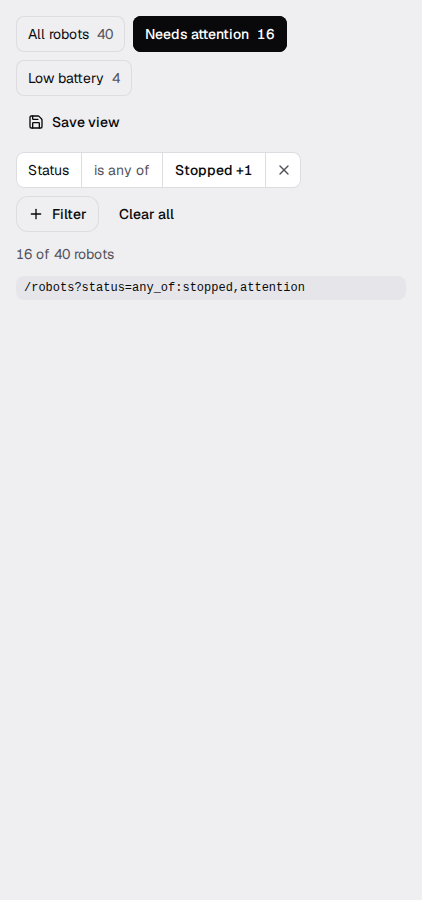 All robots 40 Needs attention 16
Low battery 4
Save view
Status is any of Stopped +1
Filter Clear all
16 of 40 robots
/robots?status=any_of:stopped,attention